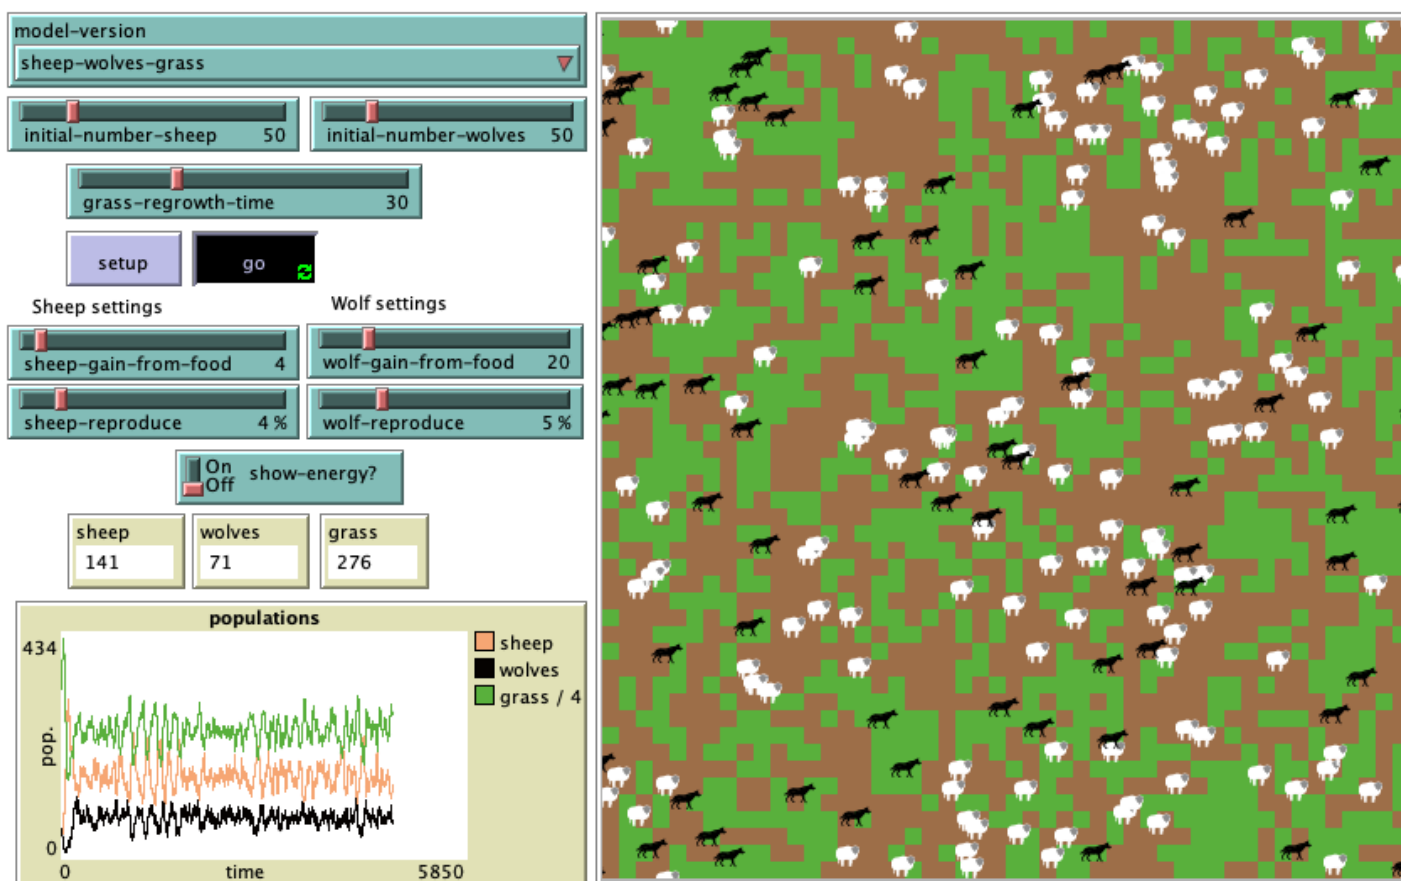 model-version
sheep-wolves-grass
initial-number-sheep 50
initial-number-wolves 50
grass-regrowth-time 30
setup
go
Sheep settings
Wolf settings
sheep-gain-from-food 4
wolf-gain-from-food 20
sheep-reproduce 4 %
wolf-reproduce 5 %
On
Off
show-energy?
sheep
141
wolves
71
grass
276
populations
434
pop.
0
0
time
5850
sheep
wolves
grass / 4